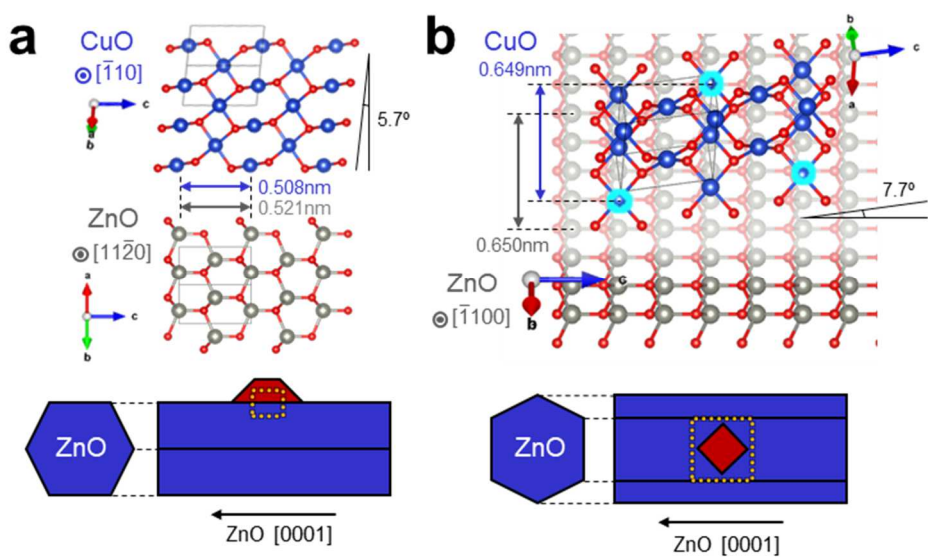 a
CuO
[1̄10]
c
a
b
5.7º
0.508nm
0.521nm
ZnO
[112̄0]
a
c
b
ZnO
ZnO [0001]
b
CuO
0.649nm
b
c
a
7.7º
0.650nm
ZnO
c
b
[1̄100]
ZnO
ZnO [0001]